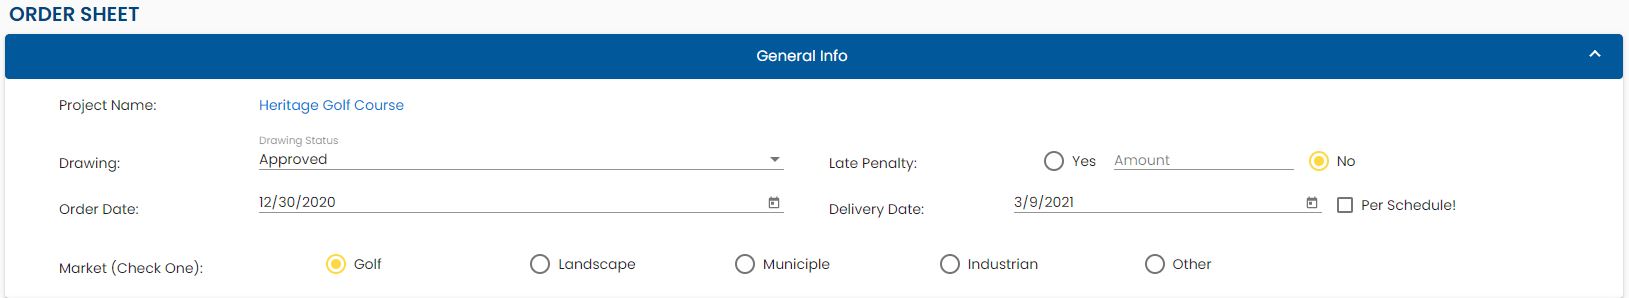 ORDER SHEET
General Info
Project Name: Heritage Golf Course
Drawing Status
Drawing: Approved Late Penalty: Yes Amount No
Order Date: 12/30/2020 Delivery Date: 3/9/2021 Per Schedule!
Market (Check One): Golf Landscape Municiple Industrian Other